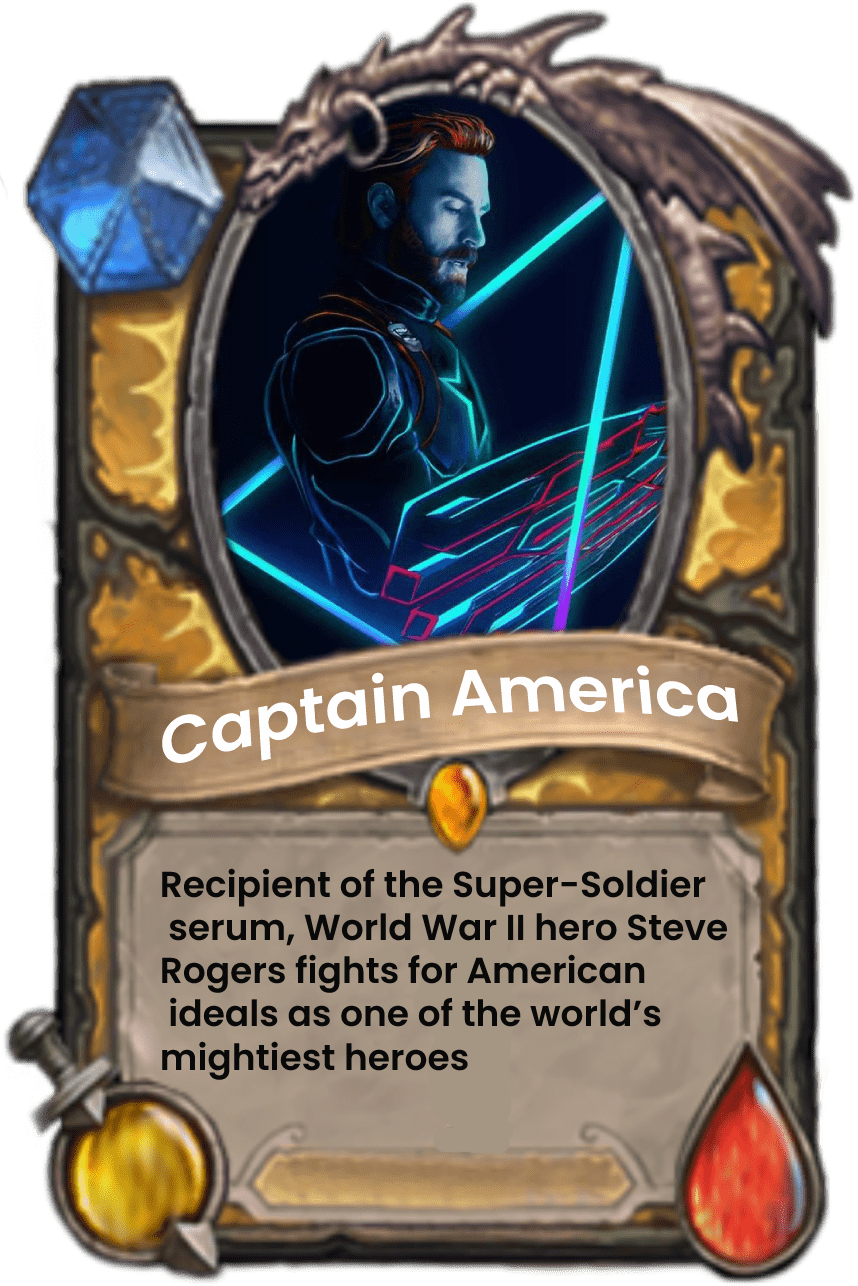 Captain America
Recipient of the Super-Soldier
serum, World War II hero Steve
Rogers fights for American
ideals as one of the world’s
mightiest heroes